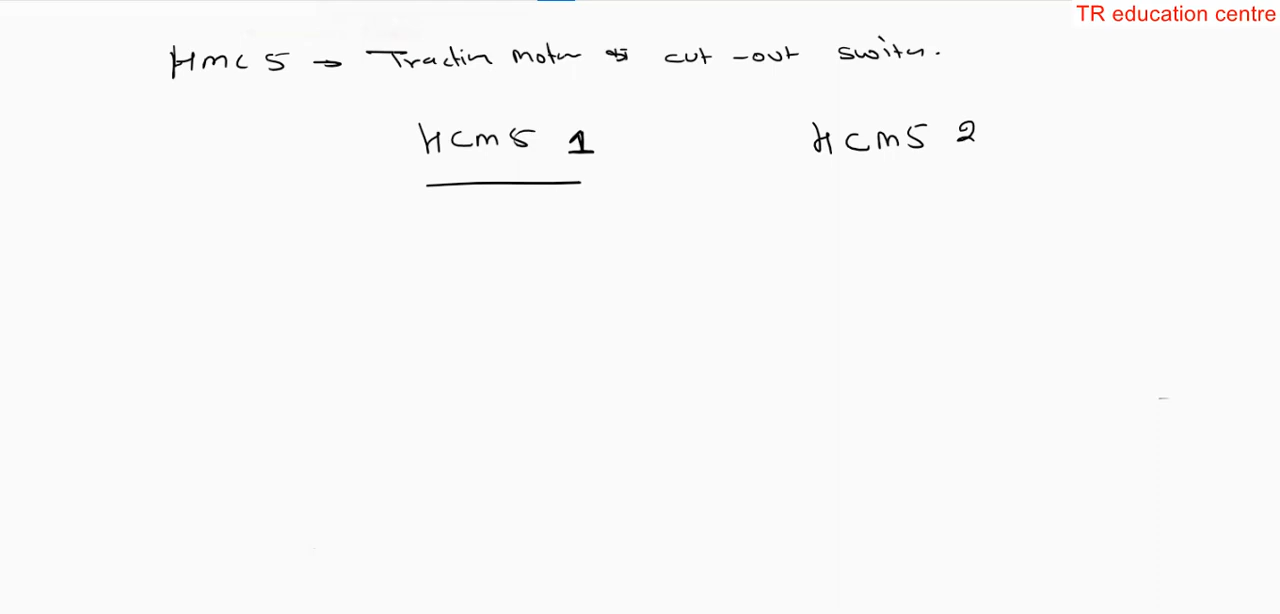 TR education centre
HMCS → Traction motor cut-out switch.
HCMS 1 HCMS 2